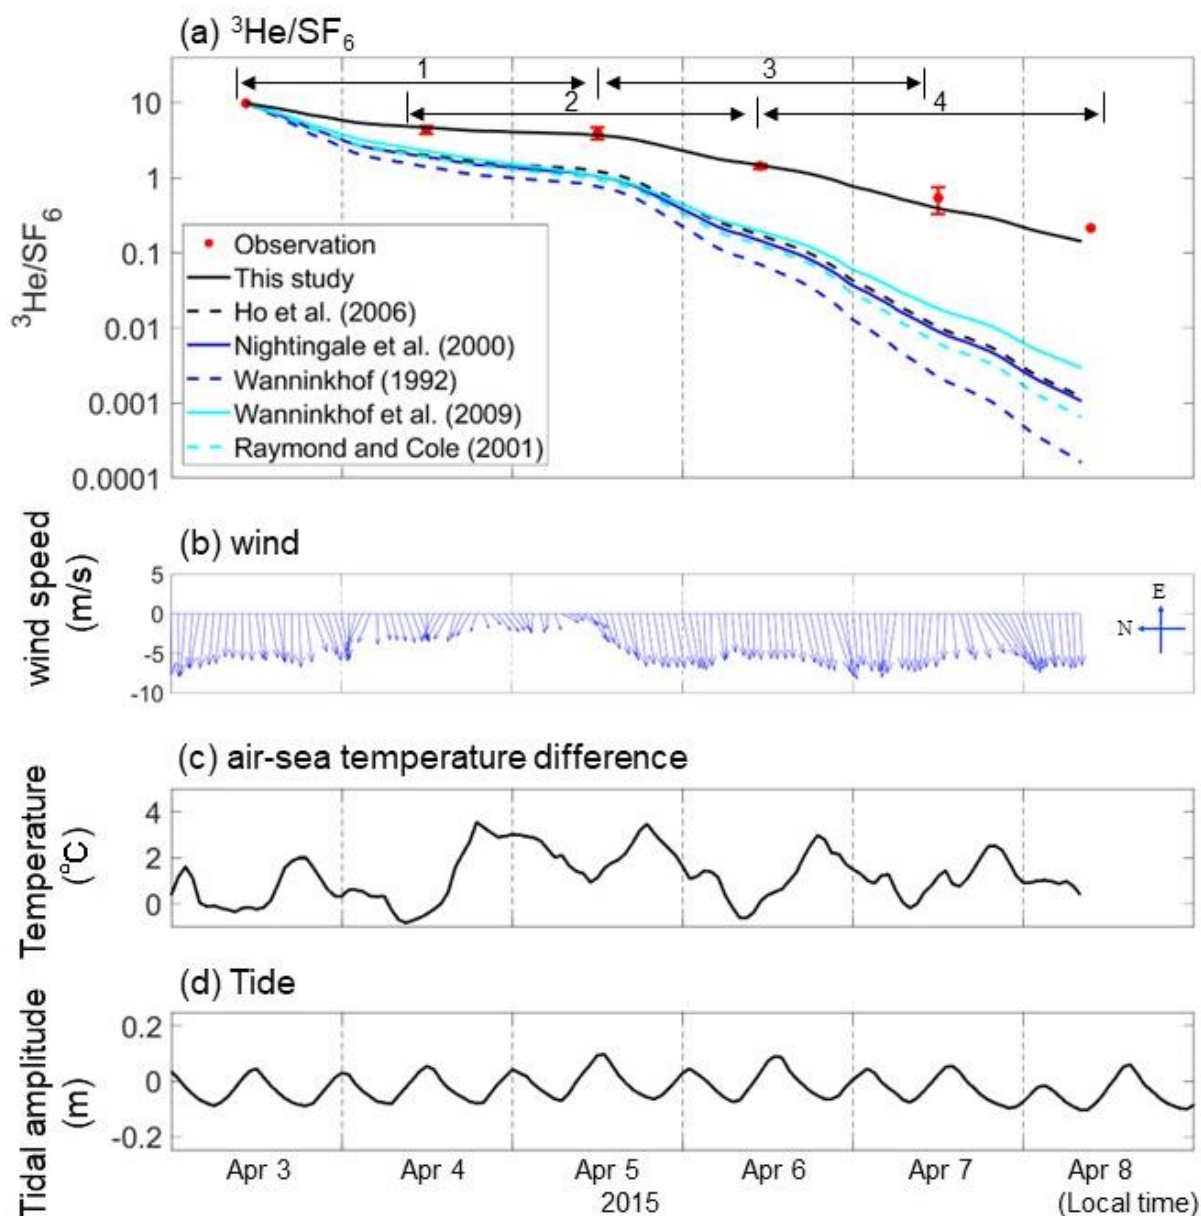 (a) ³He/SF₆
³He/SF₆
1
3
2
4
10
1
0.1
0.01
0.001
0.0001
Observation
This study
Ho et al. (2006)
Nightingale et al. (2000)
Wanninkhof (1992)
Wanninkhof et al. (2009)
Raymond and Cole (2001)
(b) wind
wind speed
(m/s)
5
0
-5
-10
E
N
(c) air-sea temperature difference
Temperature
(°C)
4
2
0
(d) Tide
Tidal amplitude
(m)
0.2
0
-0.2
Apr 3 Apr 4 Apr 5 Apr 6 Apr 7 Apr 8
2015 (Local time)